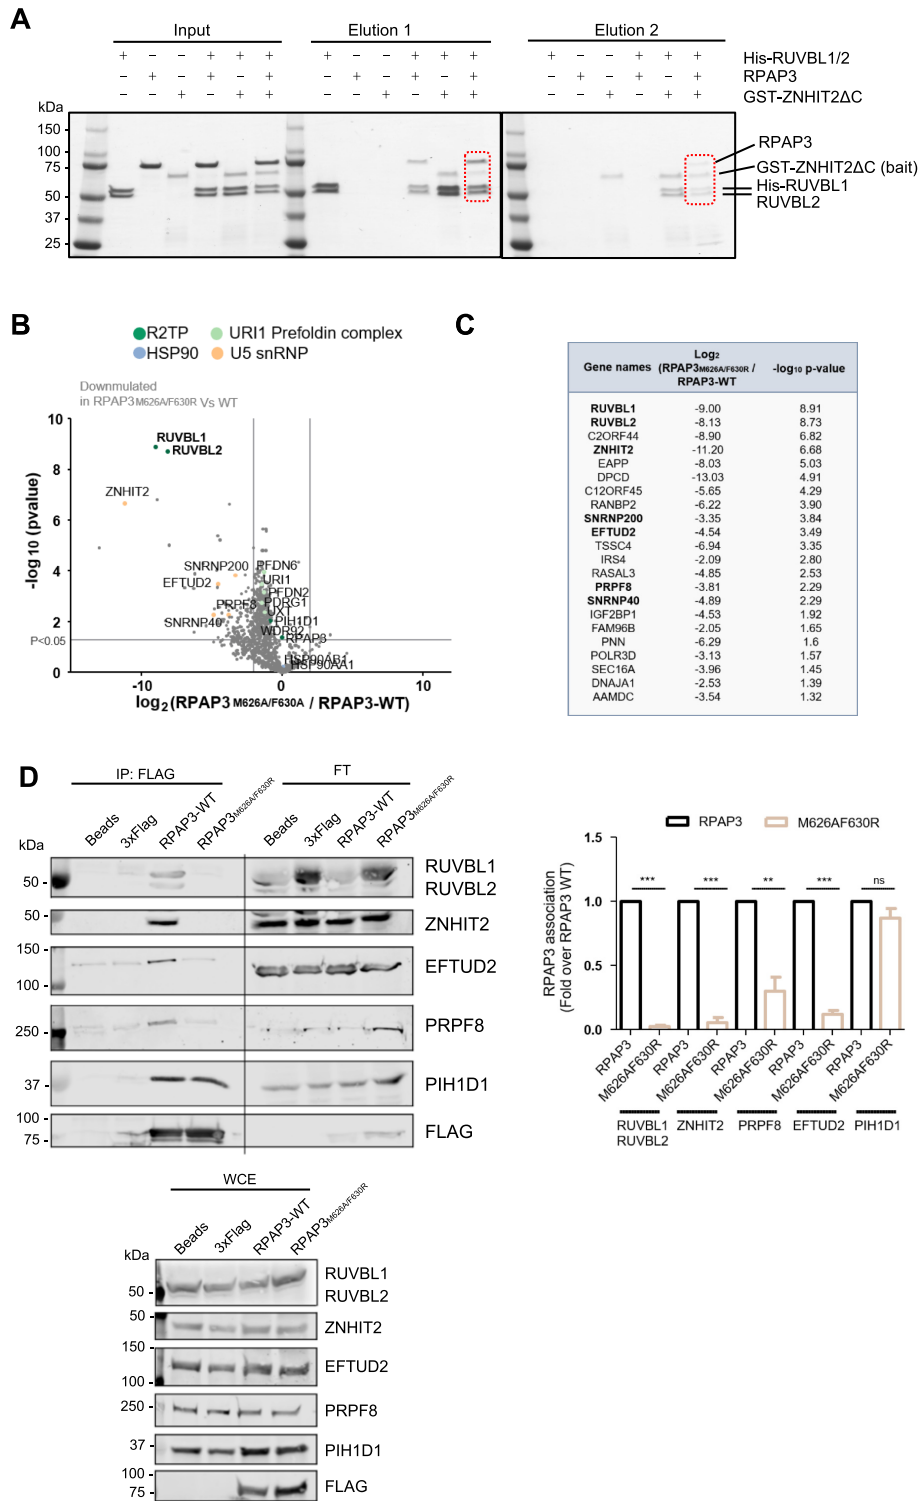 A
Input
Elution 1
Elution 2
+ – – + + + + – – + + + + – – + + + His-RUVBL1/2
– + – + – + – + – + – + – + – + – + RPAP3
– – + – + + – – + – + + – – + – + + GST-ZNHIT2ΔC
kDa
150
100
75
50
37
25
RPAP3
GST-ZNHIT2ΔC (bait)
His-RUVBL1
RUVBL2
B
R2TP
URI1 Prefoldin complex
HSP90
U5 snRNP
Downmulated
in RPAP3M626A/F630R Vs WT
10
8
6
4
2
0
P<0.05
-log10 (pvalue)
RUVBL1
RUVBL2
ZNHIT2
SNRNP200
PFDN6
URI1
EFTUD2
PFDN2
PRPF8
PDRG1
UXT
SNRNP40
PIH1D1
WDR92
RPAP3
HSP90AB1
HSP90AA1
-10 0 10
log2(RPAP3 M626A/F630A / RPAP3-WT)
C
Gene names
Log2
(RPAP3M626A/F630R /
RPAP3-WT
-log10 p-value
RUVBL1 -9.00 8.91
RUVBL2 -8.13 8.73
C2ORF44 -8.90 6.82
ZNHIT2 -11.20 6.68
EAPP -8.03 5.03
DPCD -13.03 4.91
C12ORF45 -5.65 4.29
RANBP2 -6.22 3.90
SNRNP200 -3.35 3.84
EFTUD2 -4.54 3.49
TSSC4 -6.94 3.35
IRS4 -2.09 2.80
RASAL3 -4.85 2.53
PRPF8 -3.81 2.29
SNRNP40 -4.89 2.29
IGF2BP1 -4.53 1.92
FAM96B -2.05 1.65
PNN -6.29 1.6
POLR3D -3.13 1.57
SEC16A -3.96 1.45
DNAJA1 -2.53 1.39
AAMDC -3.54 1.32
D
IP: FLAG
FT
Beads
3xFlag
RPAP3-WT
RPAP3M626A/F630R
Beads
3xFlag
RPAP3-WT
RPAP3M626A/F630R
kDa
50
RUVBL1
RUVBL2
50
ZNHIT2
150
100
EFTUD2
250
PRPF8
37
PIH1D1
100
75
FLAG
RPAP3
M626AF630R
RPAP3 association
(Fold over RPAP3 WT)
1.5
1.0
0.5
0.0
*** *** ** *** ns
RPAP3
M626AF630R
RPAP3
M626AF630R
RPAP3
M626AF630R
RPAP3
M626AF630R
RPAP3
M626AF630R
RUVBL1
RUVBL2
ZNHIT2
PRPF8
EFTUD2
PIH1D1
WCE
Beads
3xFlag
RPAP3-WT
RPAP3M626A/F630R
kDa
50
RUVBL1
RUVBL2
50
ZNHIT2
150
100
EFTUD2
250
PRPF8
37
PIH1D1
100
75
FLAG